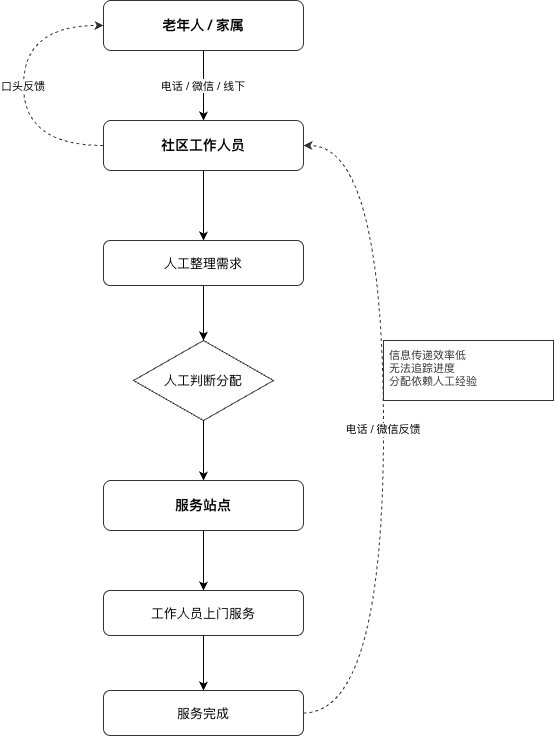 老年人 / 家属
口头反馈
电话 / 微信 / 线下
社区工作人员
人工整理需求
人工判断分配
信息传递效率低
无法追踪进度
分配依赖人工经验
电话 / 微信反馈
服务站点
工作人员上门服务
服务完成